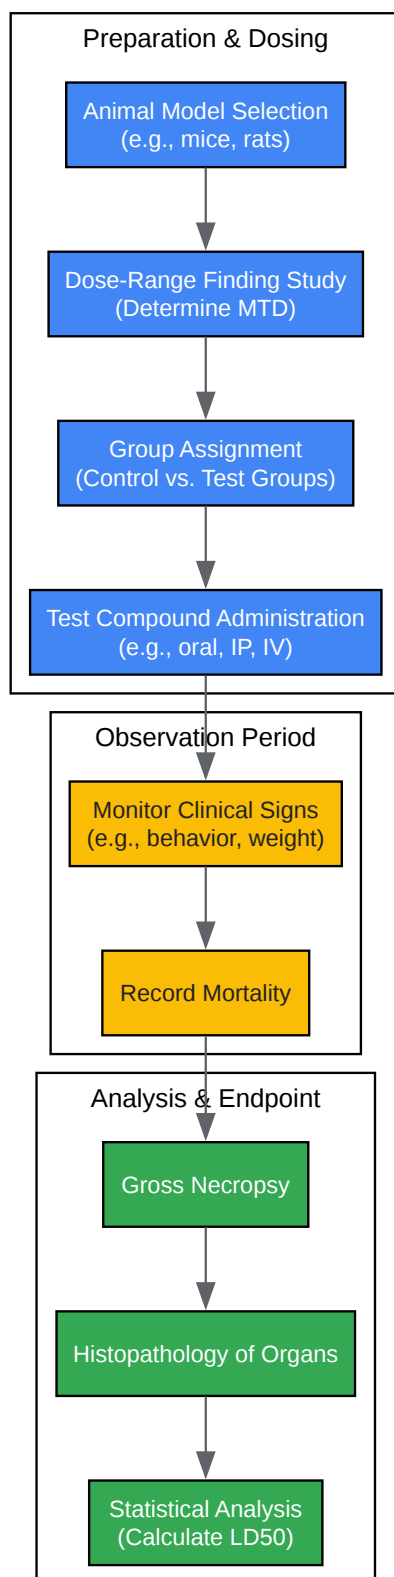 Preparation & Dosing
Animal Model Selection
(e.g., mice, rats)
Dose-Range Finding Study
(Determine MTD)
Group Assignment
(Control vs. Test Groups)
Test Compound Administration
(e.g., oral, IP, IV)
Observation Period
Monitor Clinical Signs
(e.g., behavior, weight)
Record Mortality
Analysis & Endpoint
Gross Necropsy
Histopathology of Organs
Statistical Analysis
(Calculate LD50)